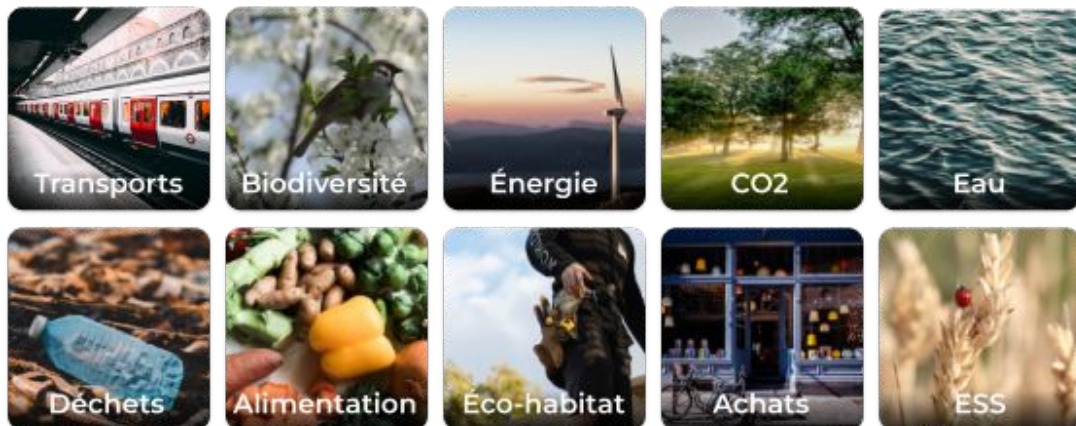 Transports
Biodiversité
Énergie
CO2
Eau
Déchets
Alimentation
Éco-habitat
Achats
ESS